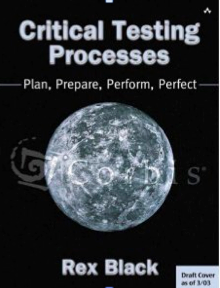 Critical Testing
Processes
Plan, Prepare, Perform, Perfect
Corbis
Rex Black
Draft Cover
as of 3/03